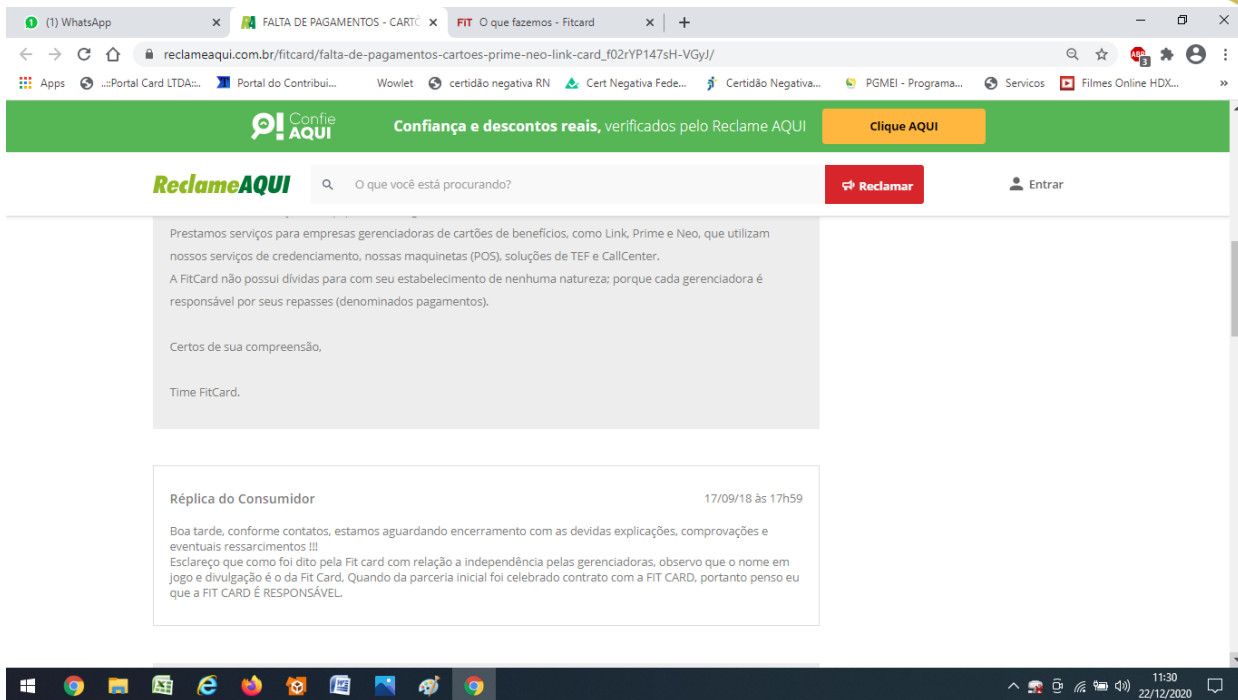 (1) WhatsApp
FALTA DE PAGAMENTOS - CARTÕ
FIT O que fazemos - Fitcard
reclameaqui.com.br/fitcard/falta-de-pagamentos-cartoes-prime-neo-link-card_f02rYP147sH-VGyJ/
Apps ..::Portal Card LTDA::.. Portal do Contribui... Wowlet certidão negativa RN Cert Negativa Fede... Certidão Negativa... PGMEI - Programa... Servicos Filmes Online HDX... »
Confie
AQUI
Confiança e descontos reais, verificados pelo Reclame AQUI
Clique AQUI
ReclameAQUI
O que você está procurando?
Reclamar
Entrar
Prestamos serviços para empresas gerenciadoras de cartões de benefícios, como Link, Prime e Neo, que utilizam
nossos serviços de credenciamento, nossas maquinetas (POS), soluções de TEF e CallCenter.
A FitCard não possui dívidas para com seu estabelecimento de nenhuma natureza; porque cada gerenciadora é
responsável por seus repasses (denominados pagamentos).
Certos de sua compreensão,
Time FitCard.
Réplica do Consumidor
17/09/18 às 17h59
Boa tarde, conforme contatos, estamos aguardando encerramento com as devidas explicações, comprovações e
eventuais ressarcimentos !!!
Esclareço que como foi dito pela Fit card com relação a independência pelas gerenciadoras, observo que o nome em
jogo e divulgação é o da Fit Card, Quando da parceria inicial foi celebrado contrato com a FIT CARD, portanto penso eu
que a FIT CARD É RESPONSÁVEL.
11:30
22/12/2020